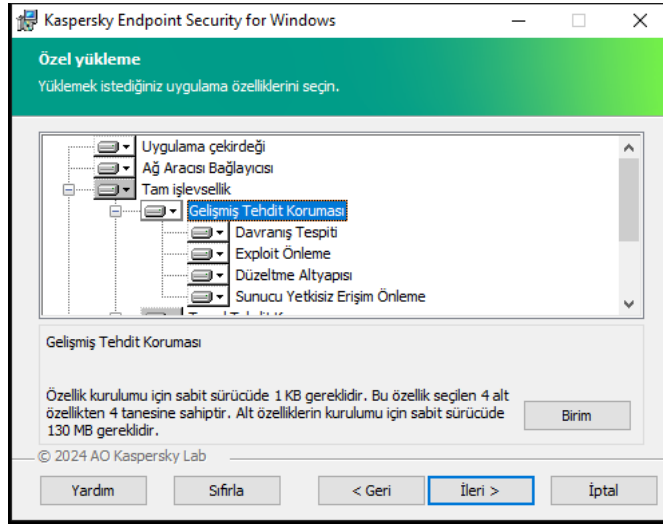 Kaspersky Endpoint Security for Windows
Özel yükleme
Yüklemek istediğiniz uygulama özelliklerini seçin.
Uygulama çekirdeği
Ağ Aracısı Bağlayıcısı
Tam işlevsellik
Gelişmiş Tehdit Koruması
Davranış Tespiti
Exploit Önleme
Düzeltme Altyapısı
Sunucu Yetkisiz Erişim Önleme
Gelişmiş Tehdit Koruması
Özellik kurulumu için sabit sürücüde 1 KB gereklidir. Bu özellik seçilen 4 alt
özellikten 4 tanesine sahiptir. Alt özelliklerin kurulumu için sabit sürücüde
130 MB gereklidir.
Birim
© 2024 AO Kaspersky Lab
Yardım
Sıfırla
< Geri
İleri >
İptal